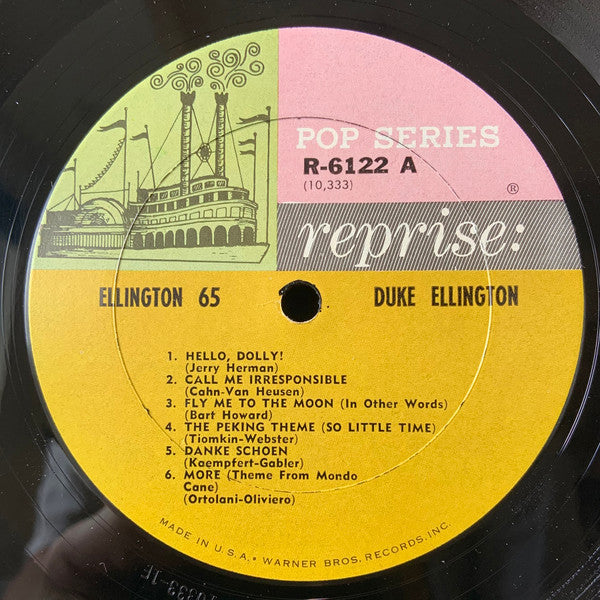 POP SERIES
R-6122 A
(10,333)
®
reprise:
ELLINGTON 65
DUKE ELLINGTON
1. HELLO, DOLLY!
(Jerry Herman)
2. CALL ME IRRESPONSIBLE
(Cahn-Van Heusen)
3. FLY ME TO THE MOON (In Other Words)
(Bart Howard)
4. THE PEKING THEME (SO LITTLE TIME)
(Tiomkin-Webster)
5. DANKE SCHOEN
(Kaempfert-Gabler)
6. MORE (Theme From Mondo
Cane)
(Ortolani-Oliviero)
MADE IN U.S.A. • WARNER BROS. RECORDS, INC.